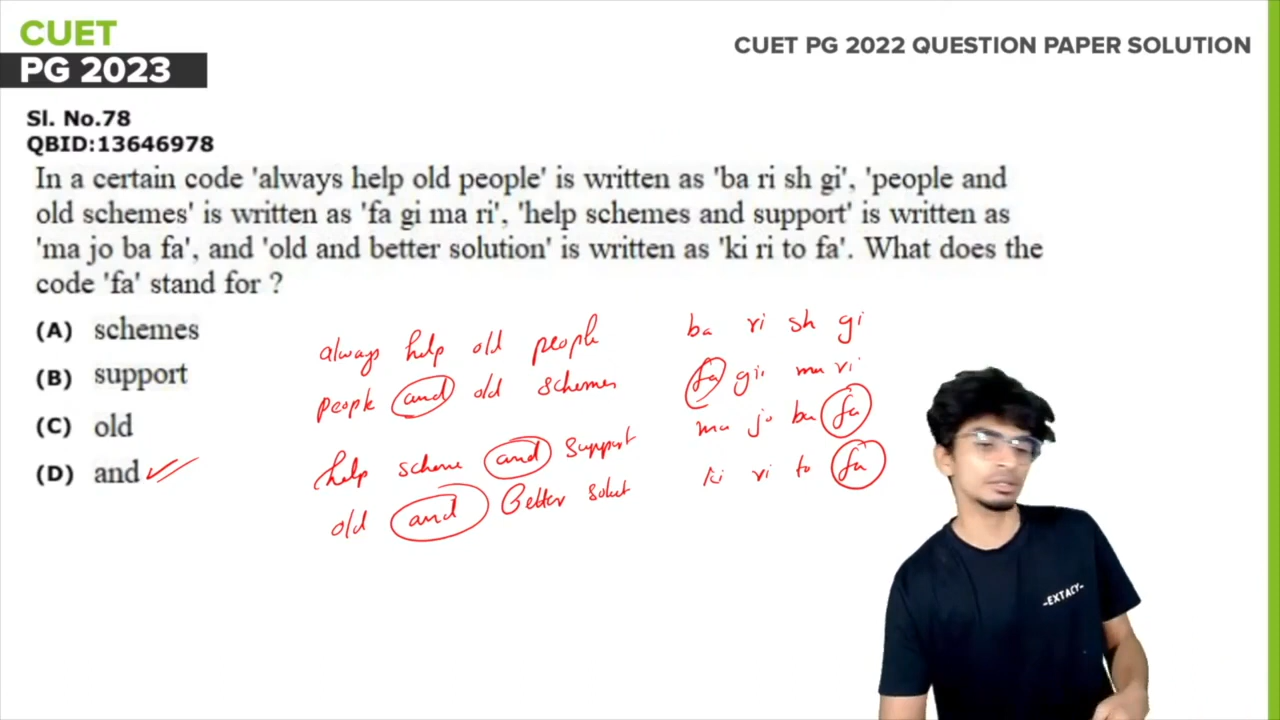 CUET
PG 2023
CUET PG 2022 QUESTION PAPER SOLUTION
Sl. No.78
QBID:13646978
In a certain code 'always help old people' is written as 'ba ri sh gi', 'people and
old schemes' is written as 'fa gi ma ri', 'help schemes and support' is written as
'ma jo ba fa', and 'old and better solution' is written as 'ki ri to fa'. What does the
code 'fa' stand for ?
(A) schemes
(B) support
(C) old
(D) and
always help old people ba ri sh gi
people and old schemes fa gi ma ri
help scheme and support ma jo ba fa
old and Better solut ki ri to fa
-EXTACY-